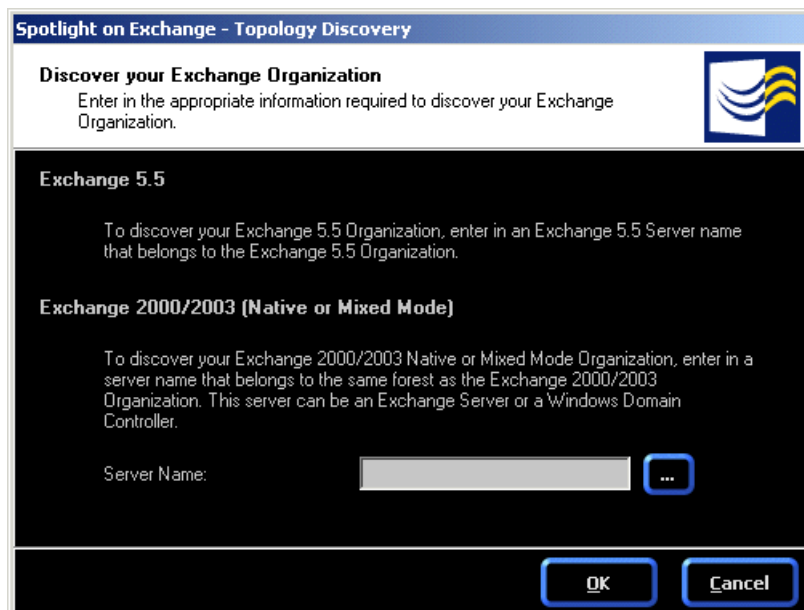 Spotlight on Exchange - Topology Discovery
Discover your Exchange Organization
Enter in the appropriate information required to discover your Exchange
Organization.
Exchange 5.5
To discover your Exchange 5.5 Organization, enter in an Exchange 5.5 Server name
that belongs to the Exchange 5.5 Organization.
Exchange 2000/2003 (Native or Mixed Mode)
To discover your Exchange 2000/2003 Native or Mixed Mode Organization, enter in a
server name that belongs to the same forest as the Exchange 2000/2003
Organization. This server can be an Exchange Server or a Windows Domain
Controller.
Server Name:
...
OK
Cancel